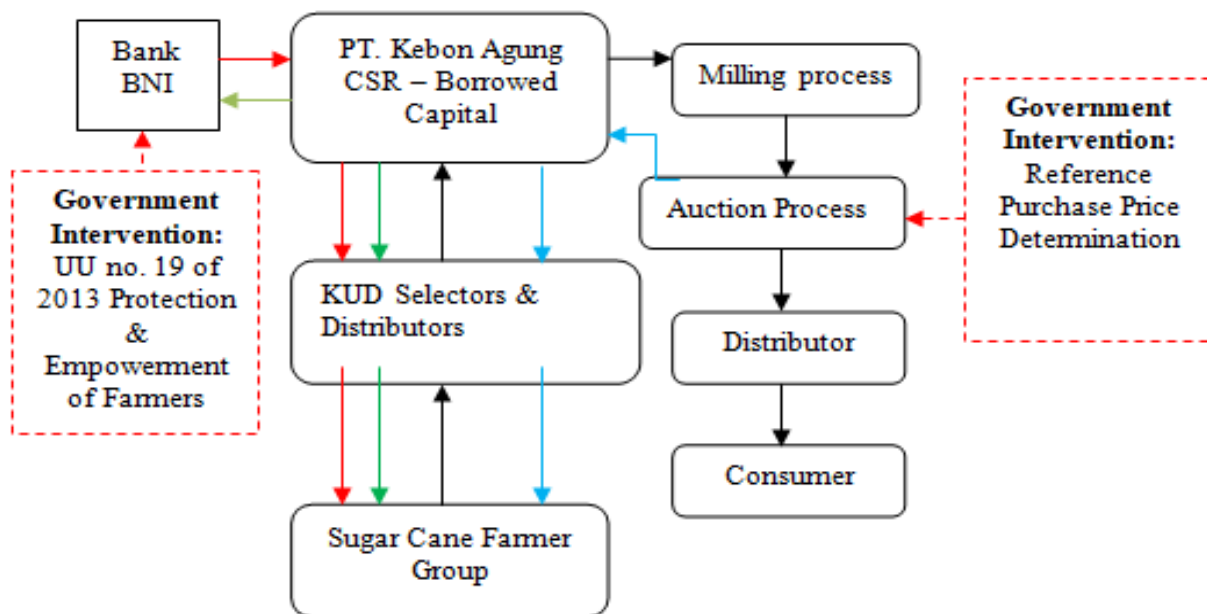 Bank
BNI
PT. Kebon Agung
CSR – Borrowed
Capital
Milling process
Government
Intervention:
Reference
Purchase Price
Determination
Government
Intervention:
UU no. 19 of
2013 Protection
&
Empowerment
of Farmers
Auction Process
KUD Selectors &
Distributors
Distributor
Consumer
Sugar Cane Farmer
Group